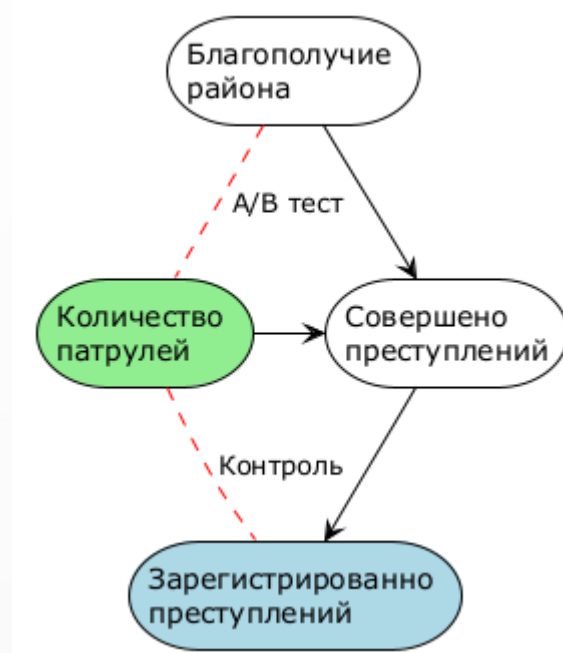 Благополучие
района
А/В тест
Количество
патрулей
Совершено
преступлений
Контроль
Зарегистрированно
преступлений